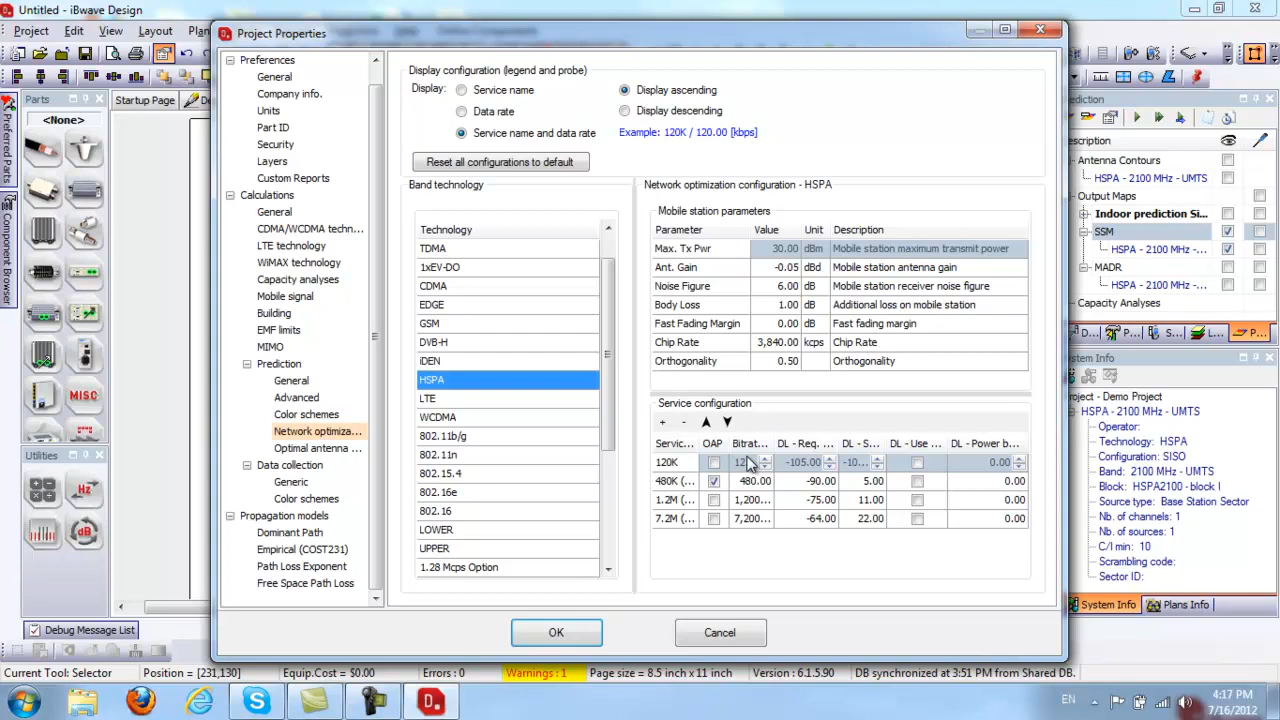 Untitled - iBwave Design
Project Edit View Layout Plan
Project Properties
Startup Page
Parts
<None>
Preferred Parts
Component Browser
MISC
Utilities
Hz
dB
Debug Message List
Preferences
General
Company info.
Units
Part ID
Security
Layers
Custom Reports
Calculations
General
CDMA/WCDMA techn...
LTE technology
WiMAX technology
Capacity analyses
Mobile signal
Building
EMF limits
MIMO
Prediction
General
Advanced
Color schemes
Network optimiza...
Optimal antenna ...
Data collection
Generic
Color schemes
Propagation models
Dominant Path
Empirical (COST231)
Path Loss Exponent
Free Space Path Loss
Display configuration (legend and probe)
Display: Service name Display ascending
Data rate Display descending
Service name and data rate Example: 120K / 120.00 [kbps]
Reset all configurations to default
Band technology
Technology
TDMA
1xEV-DO
CDMA
EDGE
GSM
DVB-H
iDEN
HSPA
LTE
WCDMA
802.11b/g
802.11n
802.15.4
802.16e
802.16
LOWER
UPPER
1.28 Mcps Option
Network optimization configuration - HSPA
Mobile station parameters
Parameter Value Unit Description
Max. Tx Pwr 30.00 dBm Mobile station maximum transmit power
Ant. Gain -0.05 dBd Mobile station antenna gain
Noise Figure 6.00 dB Mobile station receiver noise figure
Body Loss 1.00 dB Additional loss on mobile station
Fast Fading Margin 0.00 dB Fast fading margin
Chip Rate 3,840.00 kcps Chip Rate
Orthogonality 0.50 Orthogonality
Service configuration
+ -
Servic... OAP Bitrat... DL - Req. ... DL - S... DL - Use ... DL - Power b...
120K -105.00 -10... 0.00
480K (... 480.00 -90.00 5.00 0.00
1.2M (... 1,200... -75.00 11.00 0.00
7.2M (... 7,200... -64.00 22.00 0.00
OK Cancel
Antenna Contours
HSPA - 2100 MHz - UMTS
Output Maps
Indoor prediction Si...
SSM
HSPA - 2100 MHz -...
MADR
HSPA - 2100 MHz -...
Capacity Analyses
D... P... S... L... P...
ystem Info
roject - Demo Project
HSPA - 2100 MHz - UMTS
Operator:
Technology: HSPA
Configuration: SISO
Band: 2100 MHz - UMTS
Block: HSPA2100 - block I
Source type: Base Station Sector
Nb. of channels: 1
Nb. of sources: 1
C/I min: 10
Scrambling code:
Sector ID:
System Info Plans Info
Current Tool: Selector Position = [231,130] Equip.Cost = $0.00 Errors : 0 Warnings : 1 Page size = 8.5 inch x 11 inch Version : 6.1.5.90 DB synchronized at 3:51 PM from Shared DB.
EN
4:17 PM
7/16/2012